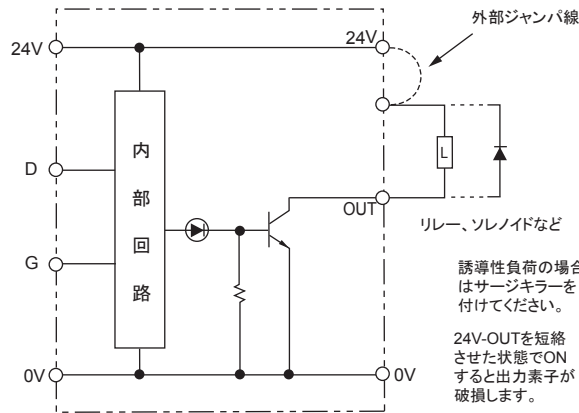 外部ジャンパ線
24V
24V
D
内部回路
L
OUT
リレー、ソレノイドなど
G
誘導性負荷の場合
はサージキラーを
付けてください。
24V-OUTを短絡
させた状態でON
すると出力素子が
破損します。
0V
0V